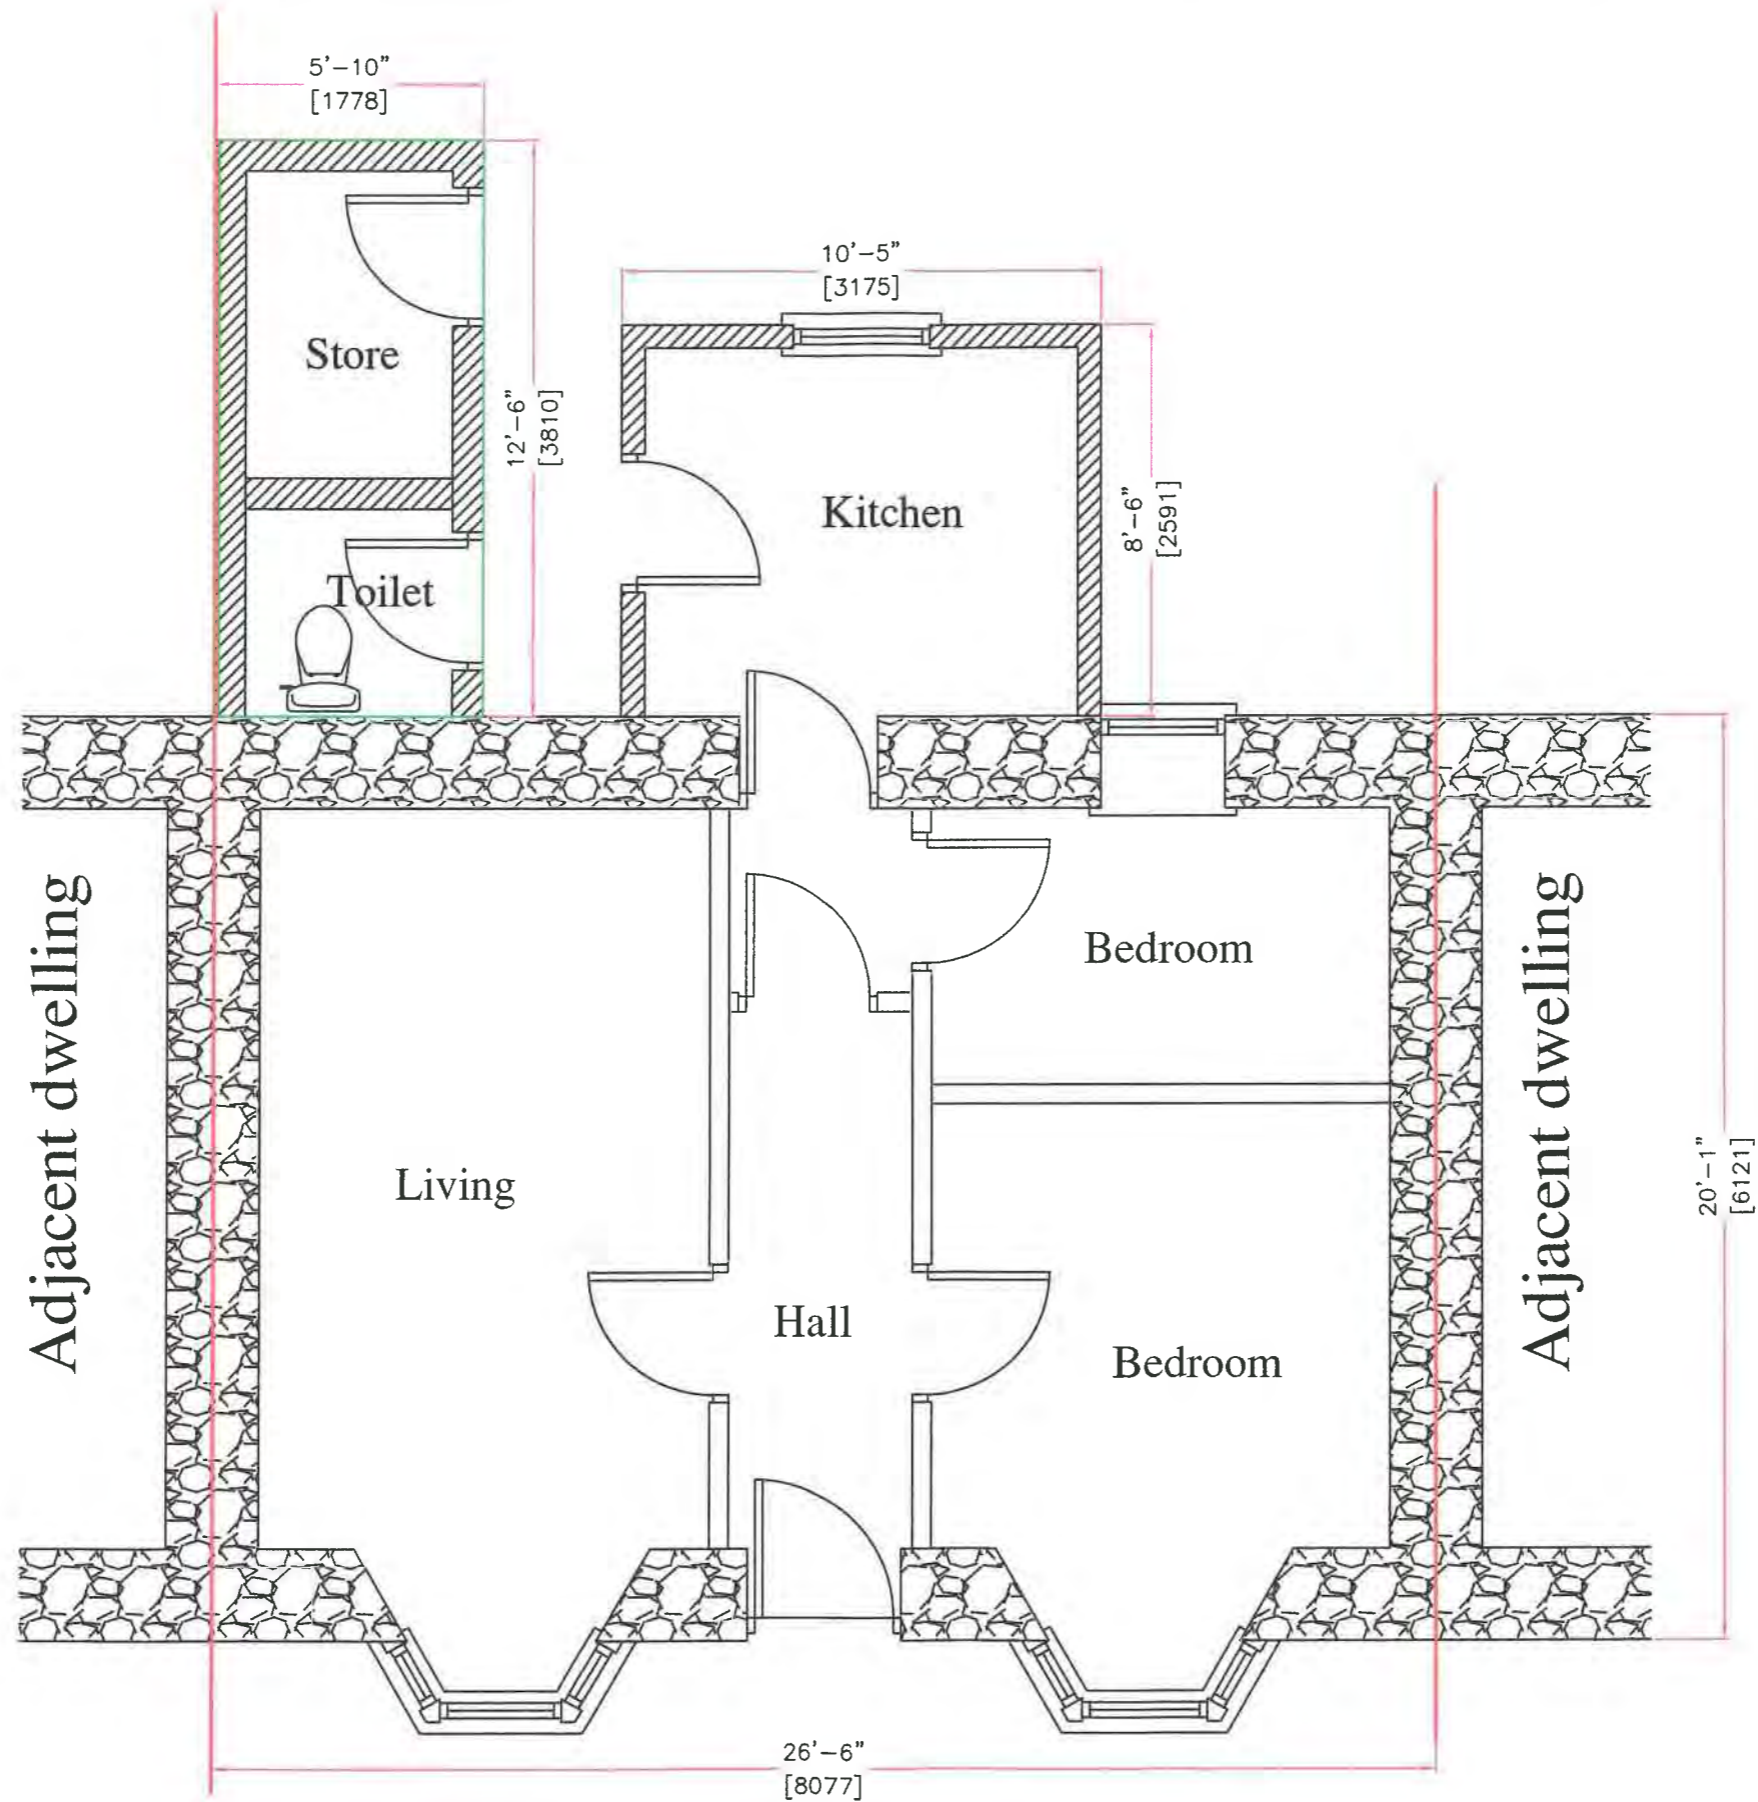 5'-10"
[1778]
10'-5"
[3175]
Store
12'-6"
[3810]
Kitchen
8'-6"
[2591]
Toilet
Adjacent dwelling
Bedroom
Adjacent dwelling
Living
20'-1"
[6121]
Hall
Bedroom
26'-6"
[8077]